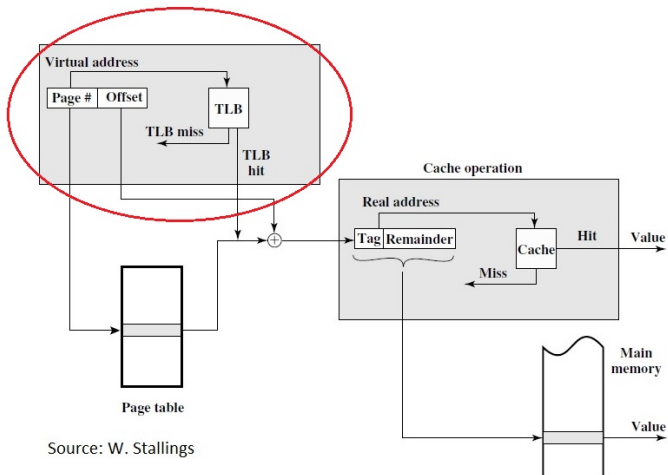 Virtual address
Page # Offset
TLB
TLB miss
TLB
hit
Cache operation
Real address
Tag Remainder
Cache
Hit
Value
Miss
Page table
Main
memory
Value
Source: W. Stallings